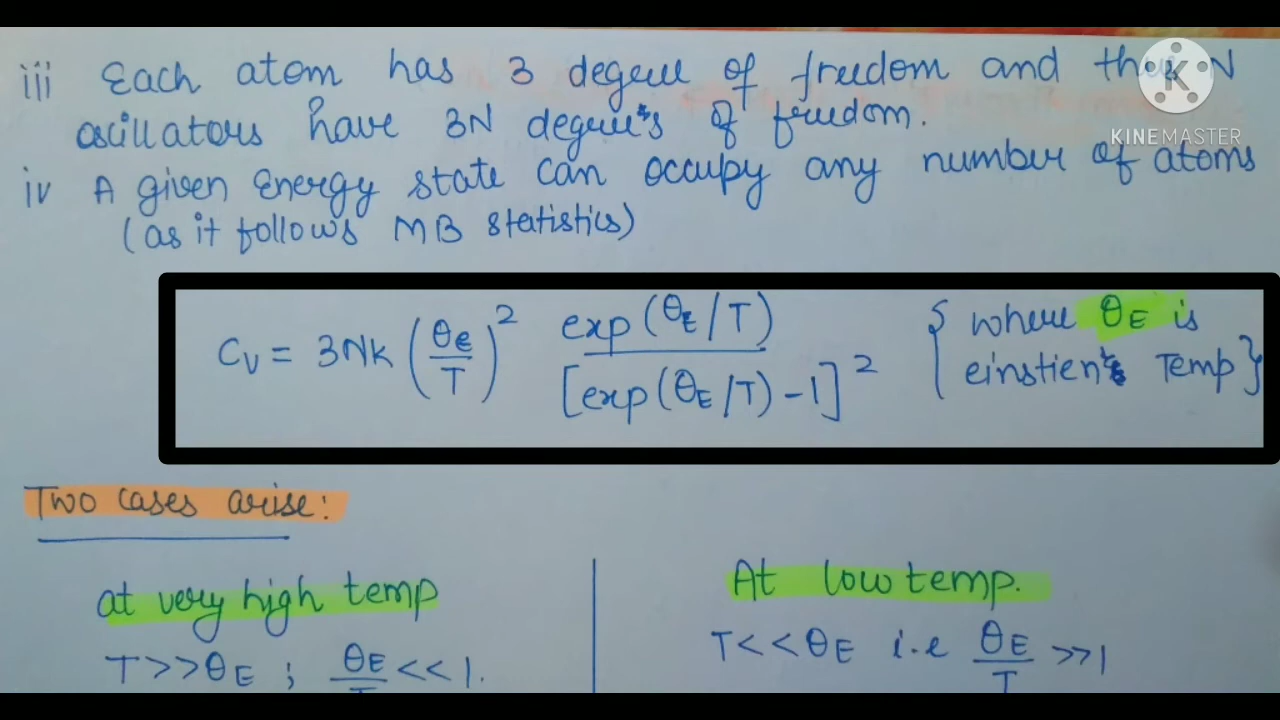 iii Each atom has 3 degree of freedom and thus N
KINEMASTER
oscillators have 3N degree's of freedom.
iv A given energy state can occupy any number of atoms
(as it follows MB statistics)
Cv = 3NK (θe/T)² exp(θE/T) / [exp(θE/T) -1]² {where θE is
einstien's Temp}
Two cases arise:
at very high temp
T>>θE ; θE/T << 1.
At low temp.
T<<θE i.e θE/T >>1